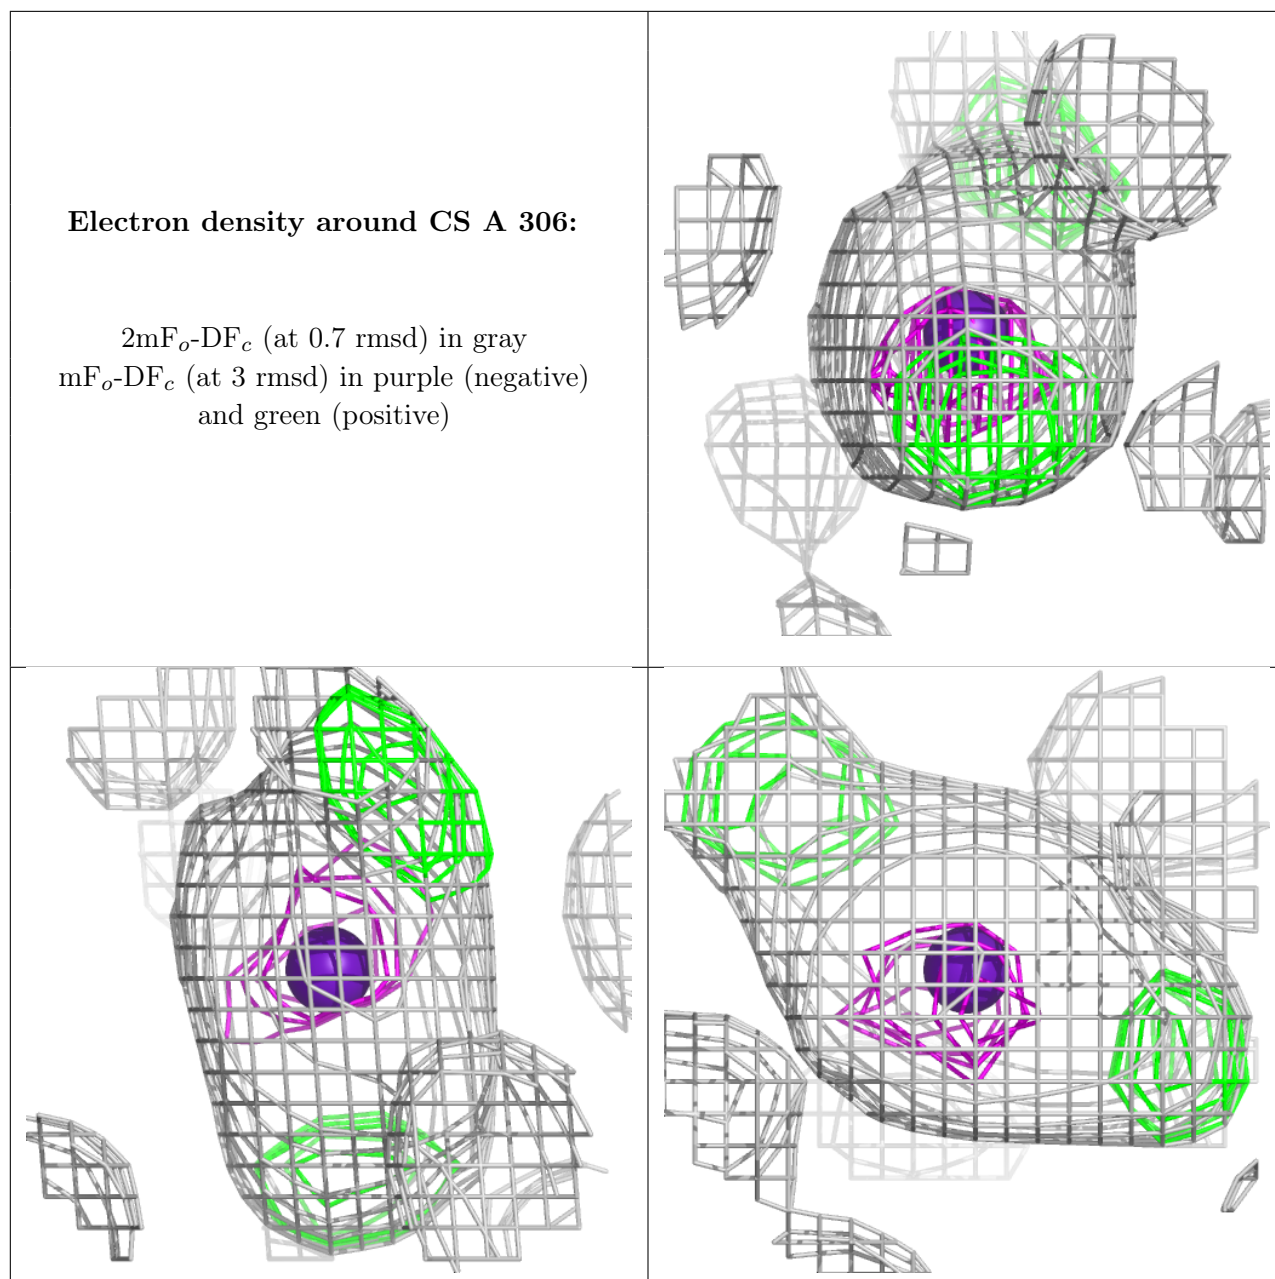 Electron density around CS A 306:
2mFo-DFc (at 0.7 rmsd) in gray
mFo-DFc (at 3 rmsd) in purple (negative)
and green (positive)